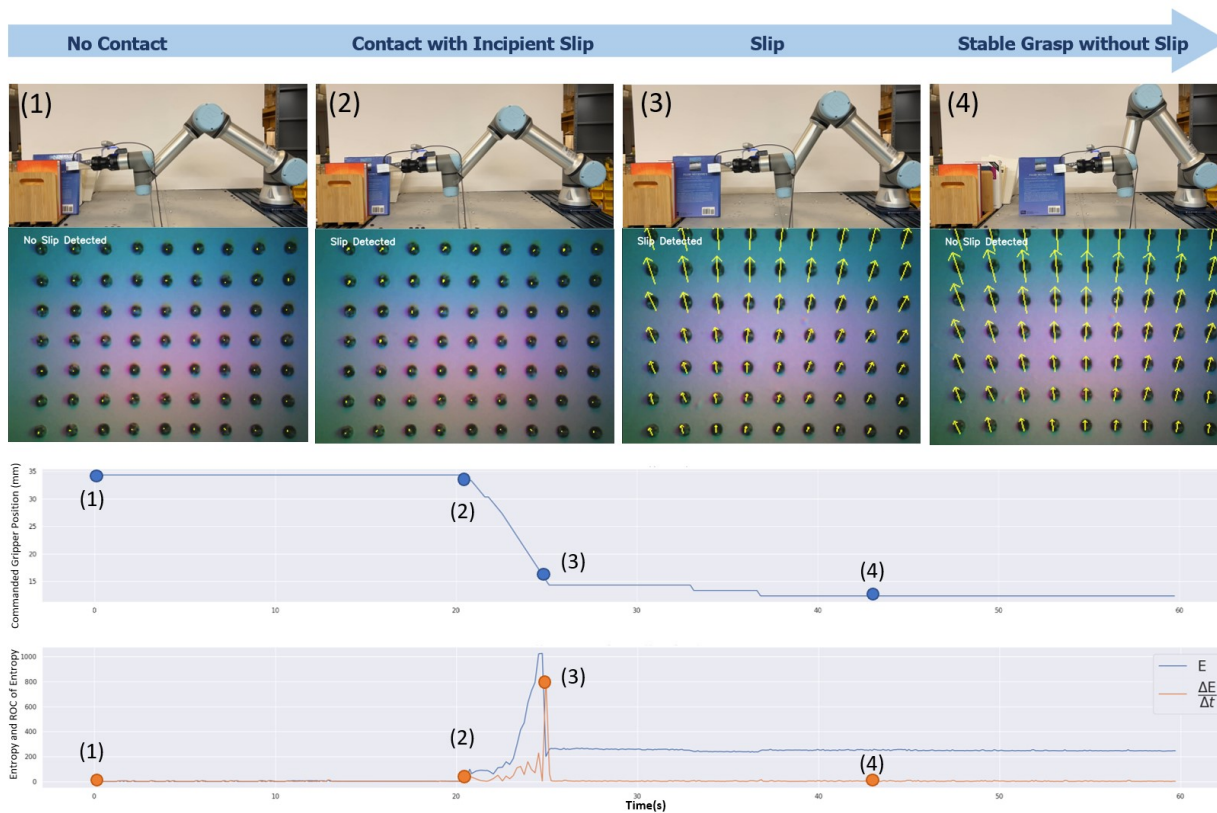 No Contact
Contact with Incipient Slip
Slip
Stable Grasp without Slip
(1)
(2)
(3)
(4)
No Slip Detected
Slip Detected
Slip Detected
No Slip Detected
Commanded Gripper Position (mm)
35
30
25
20
15
(1)
(2)
(3)
(4)
0
20
30
40
50
60
Entropy and ROC of Entropy
1000
800
600
400
200
0
(1)
(2)
(3)
(4)
E
ΔE
Δt
0
20
30
40
50
60
Time(s)